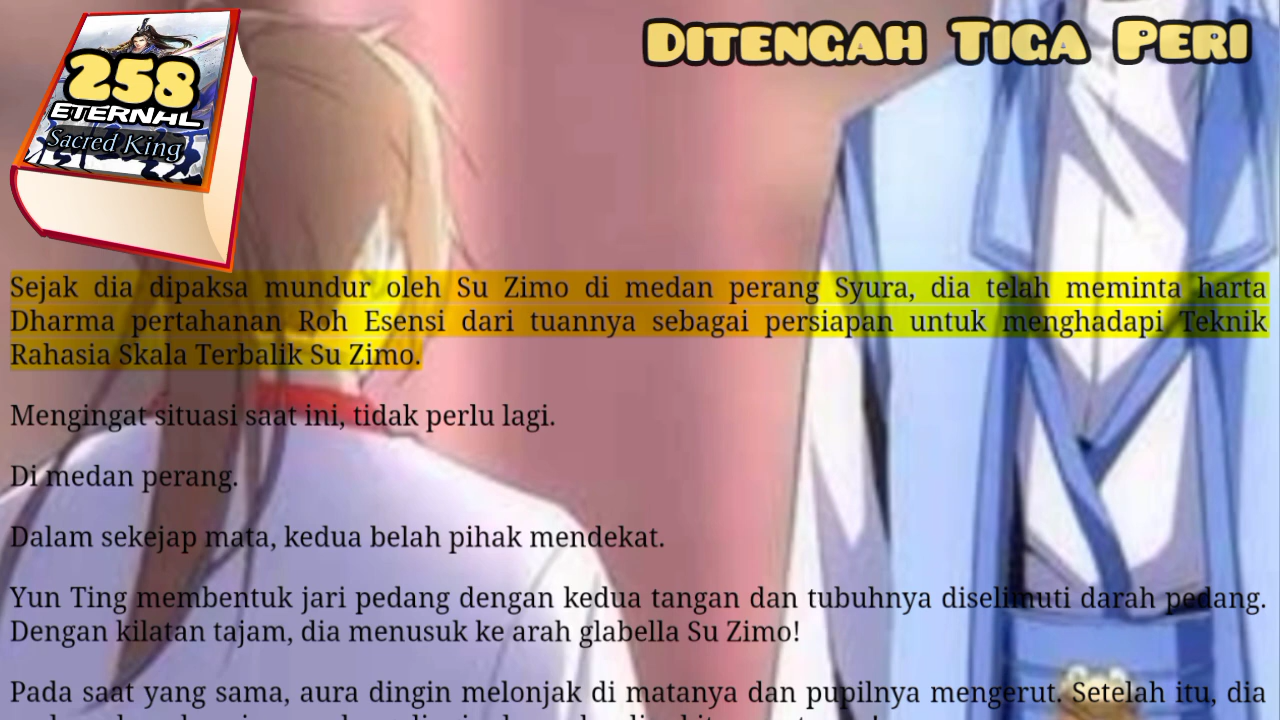 258
ETERNAL
Sacred King
Ditengah Tiga Peri
Sejak dia dipaksa mundur oleh Su Zimo di medan perang Syura, dia telah meminta harta
Dharma pertahanan Roh Esensi dari tuannya sebagai persiapan untuk menghadapi Teknik
Rahasia Skala Terbalik Su Zimo.
Mengingat situasi saat ini, tidak perlu lagi.
Di medan perang.
Dalam sekejap mata, kedua belah pihak mendekat.
Yun Ting membentuk jari pedang dengan kedua tangan dan tubuhnya diselimuti darah pedang.
Dengan kilatan tajam, dia menusuk ke arah glabella Su Zimo!
Pada saat yang sama, aura dingin melonjak di matanya dan pupilnya mengerut. Setelah itu, dia